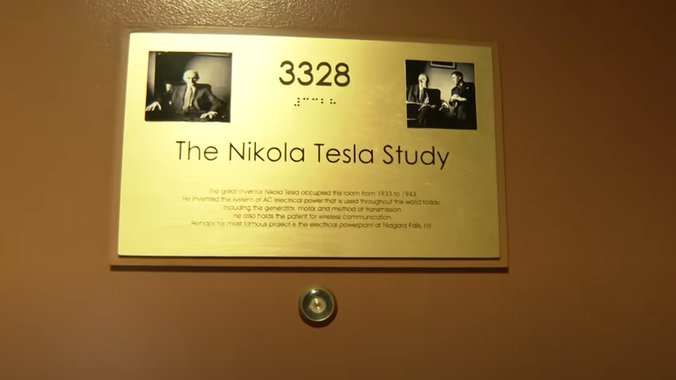 3328
⠼⠉⠉⠃⠓
The Nikola Tesla Study
The great inventor Nikola Tesla occupied this room from 1933 to 1943.
He invented the system of AC electrical power that is used throughout the world today
including the generator, motor and method of transmission.
He also holds the patent for wireless communication.
Perhaps his most famous project is the electrical powerplant at Niagara Falls, NY.